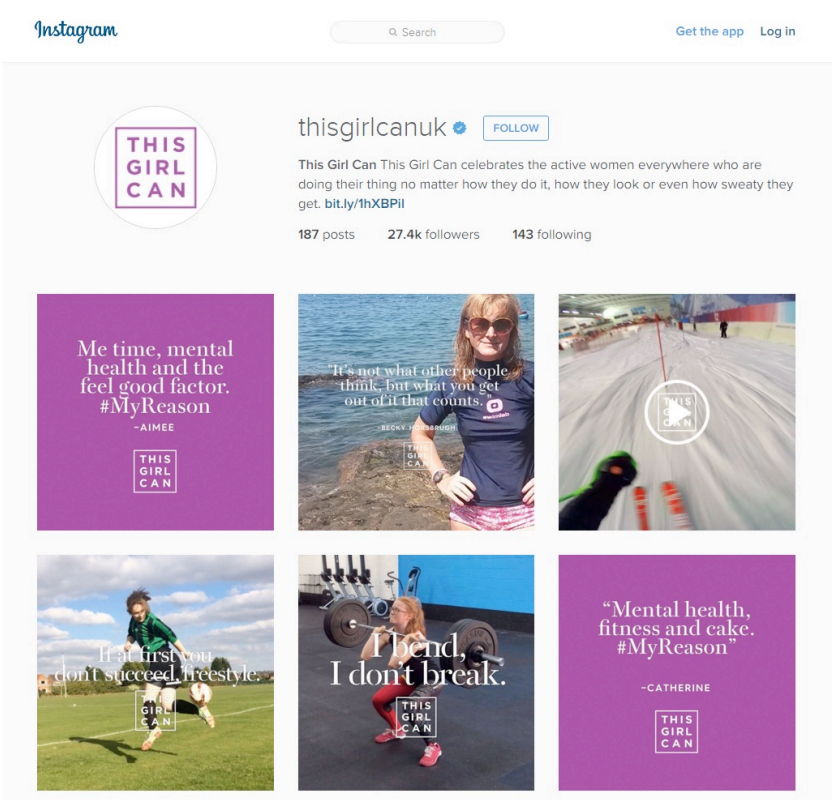 Instagram
Search
Get the app
Log in
THIS
GIRL
CAN
thisgirlcanuk
FOLLOW
This Girl Can This Girl Can celebrates the active women everywhere who are
doing their thing no matter how they do it, how they look or even how sweaty they
get. bit.ly/1hXBPil
187 posts
27.4k followers
143 following
Me time, mental
health and the
feel good factor.
#MyReason
-AIMEE
THIS
GIRL
CAN
"It's not what other people
think, but what you get
out of it that counts."
THIS
GIRL
CAN
THIS
GIRL
CAN
If at first you
don't succeed, freestyle.
THIS
GIRL
CAN
I bend,
I don't break.
THIS
GIRL
CAN
“Mental health,
fitness and cake.
#MyReason”
-CATHERINE
THIS
GIRL
CAN